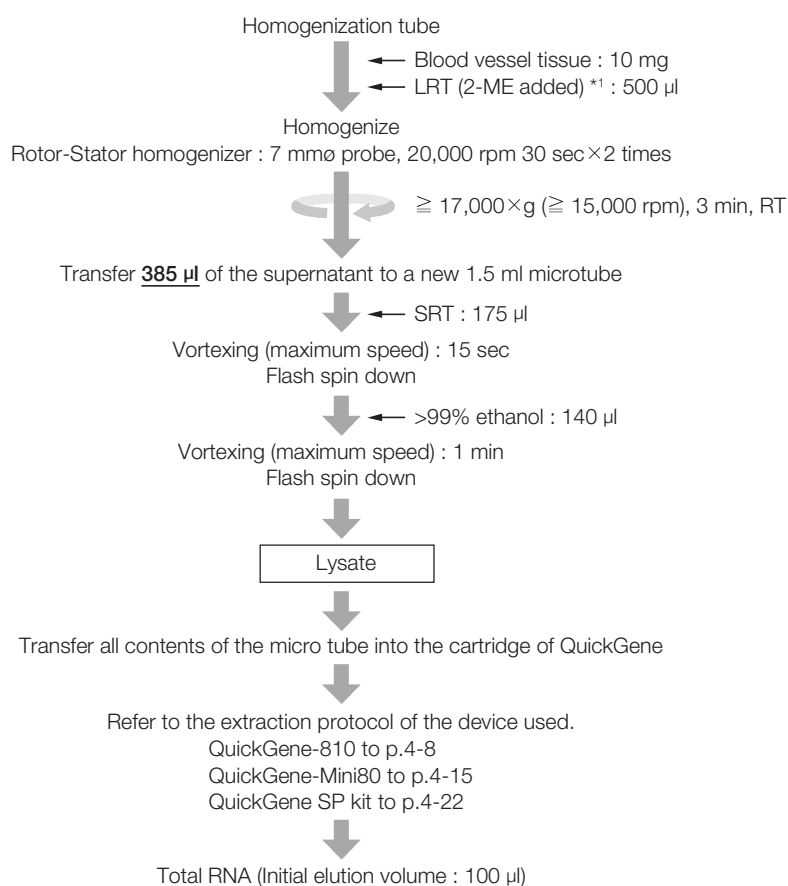 Homogenization tube
Blood vessel tissue : 10 mg
LRT (2-ME added) *1 : 500 µl
Homogenize
Rotor-Stator homogenizer : 7 mmø probe, 20,000 rpm 30 sec×2 times
≧ 17,000×g (≧ 15,000 rpm), 3 min, RT
Transfer 385 µl of the supernatant to a new 1.5 ml microtube
SRT : 175 µl
Vortexing (maximum speed) : 15 sec
Flash spin down
>99% ethanol : 140 µl
Vortexing (maximum speed) : 1 min
Flash spin down
Lysate
Transfer all contents of the micro tube into the cartridge of QuickGene
Refer to the extraction protocol of the device used.
QuickGene-810 to p.4-8
QuickGene-Mini80 to p.4-15
QuickGene SP kit to p.4-22
Total RNA (Initial elution volume : 100 µl)